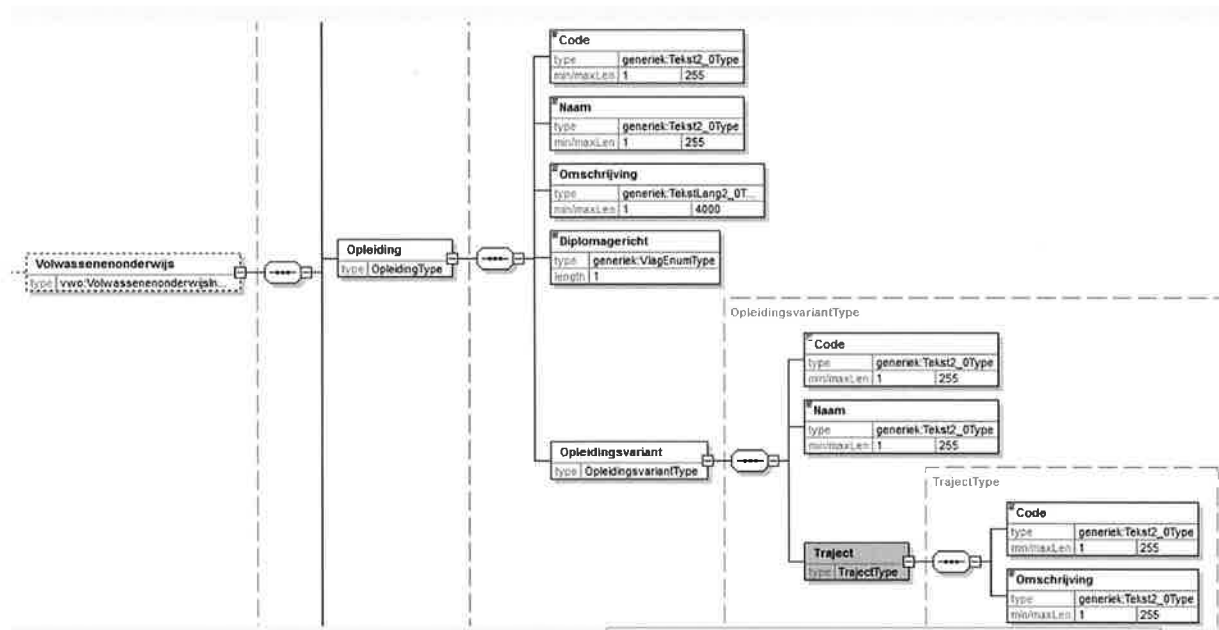 Code
type generiek:Tekst2_0Type
min/maxLen 1 255
Naam
type generiek:Tekst2_0Type
min/maxLen 1 255
Omschrijving
type generiek:TekstLang2_0T...
min/maxLen 1 4000
Volwassenenonderwijs
type vwo:VolwassenenonderwijsIn...
Opleiding
type OpleidingType
Diplomagericht
type generiek:VlagEnumType
length 1
OpleidingsvariantType
Code
type generiek:Tekst2_0Type
min/maxLen 1 255
Naam
type generiek:Tekst2_0Type
min/maxLen 1 255
Opleidingsvariant
type OpleidingsvariantType
TrajectType
Code
type generiek:Tekst2_0Type
min/maxLen 1 255
Traject
type TrajectType
Omschrijving
type generiek:Tekst2_0Type
min/maxLen 1 255